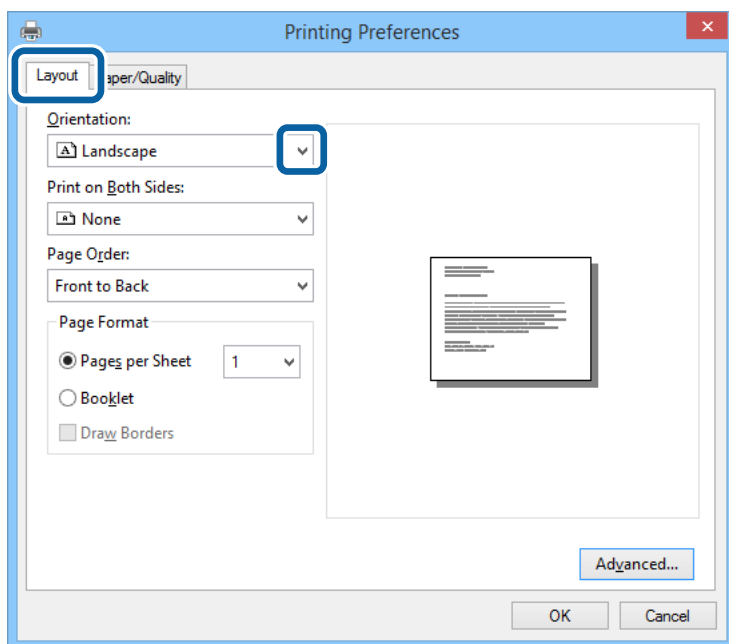 Printing Preferences
Layout
aper/Quality
Orientation:
Landscape
Print on Both Sides:
None
Page Order:
Front to Back
Page Format
Pages per Sheet 1
Booklet
Draw Borders
Advanced...
OK Cancel